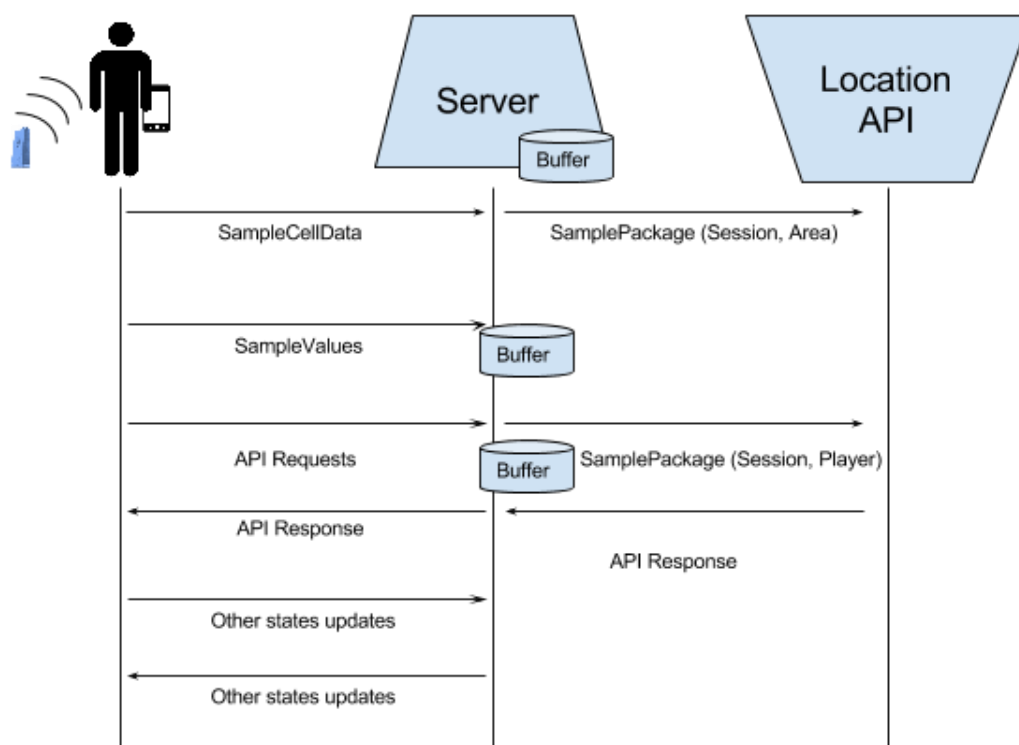 Server
Buffer
Location
API
SampleCellData
SamplePackage (Session, Area)
SampleValues
Buffer
API Requests
Buffer
SamplePackage (Session, Player)
API Response
API Response
Other states updates
Other states updates